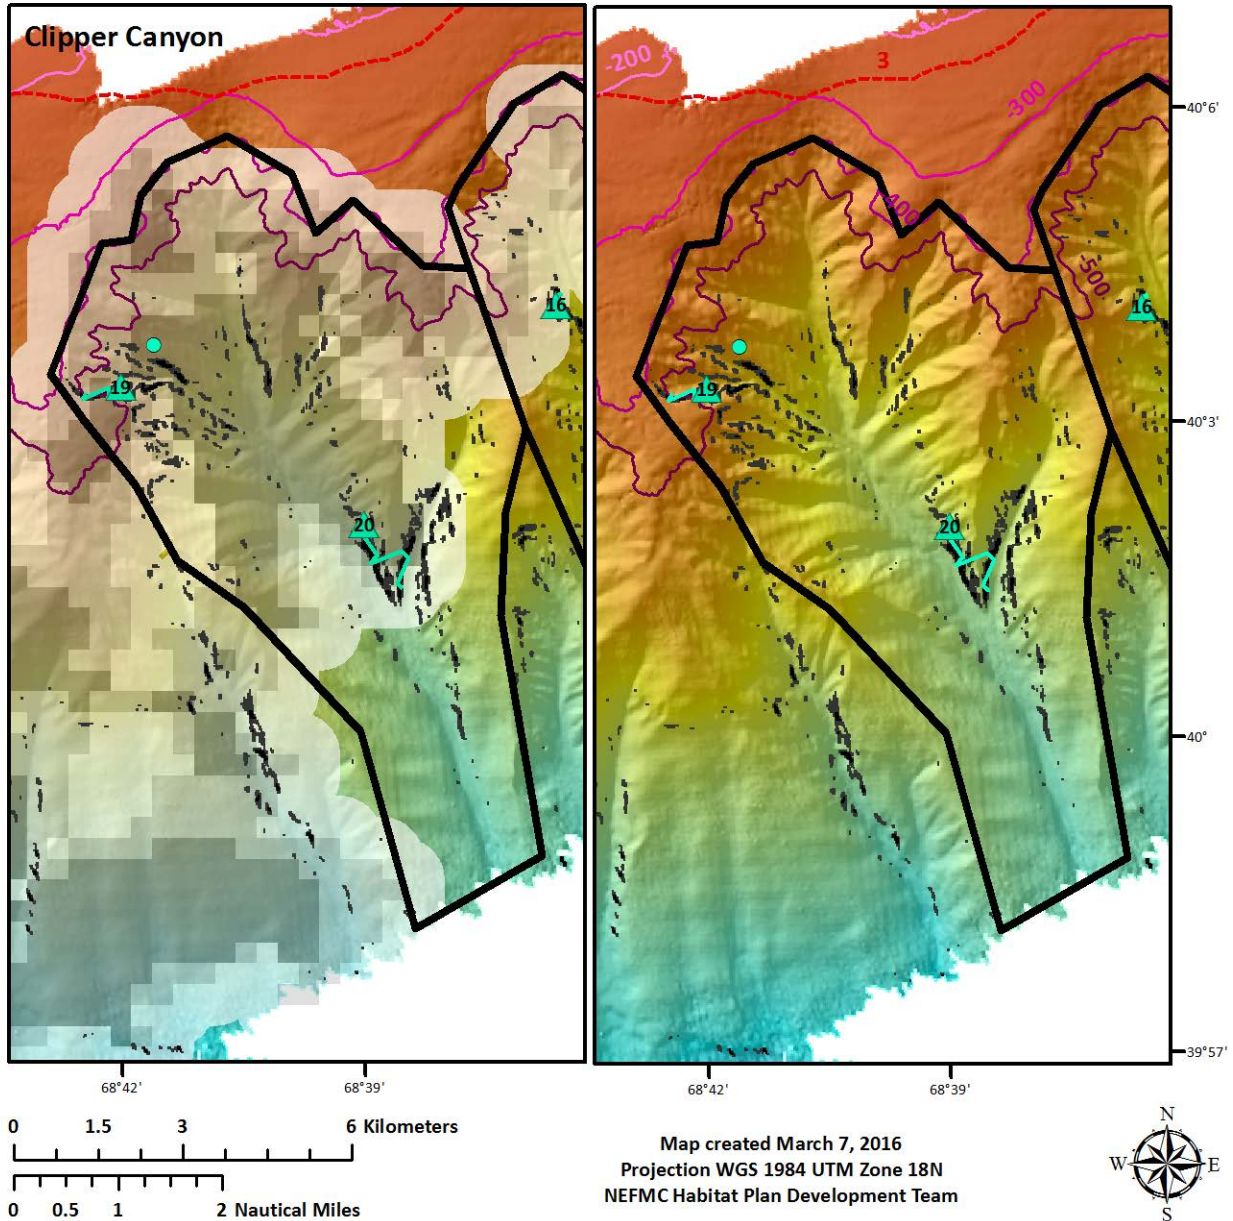 Clipper Canyon
-200
3
-300
-400
-500
16
19
20
16
19
20
40°6'
40°3'
40°
39°57'
68°42'
68°39'
68°42'
68°39'
0 1.5 3 6 Kilometers
0 0.5 1 2 Nautical Miles
Map created March 7, 2016
Projection WGS 1984 UTM Zone 18N
NEFMC Habitat Plan Development Team
N
W E
S